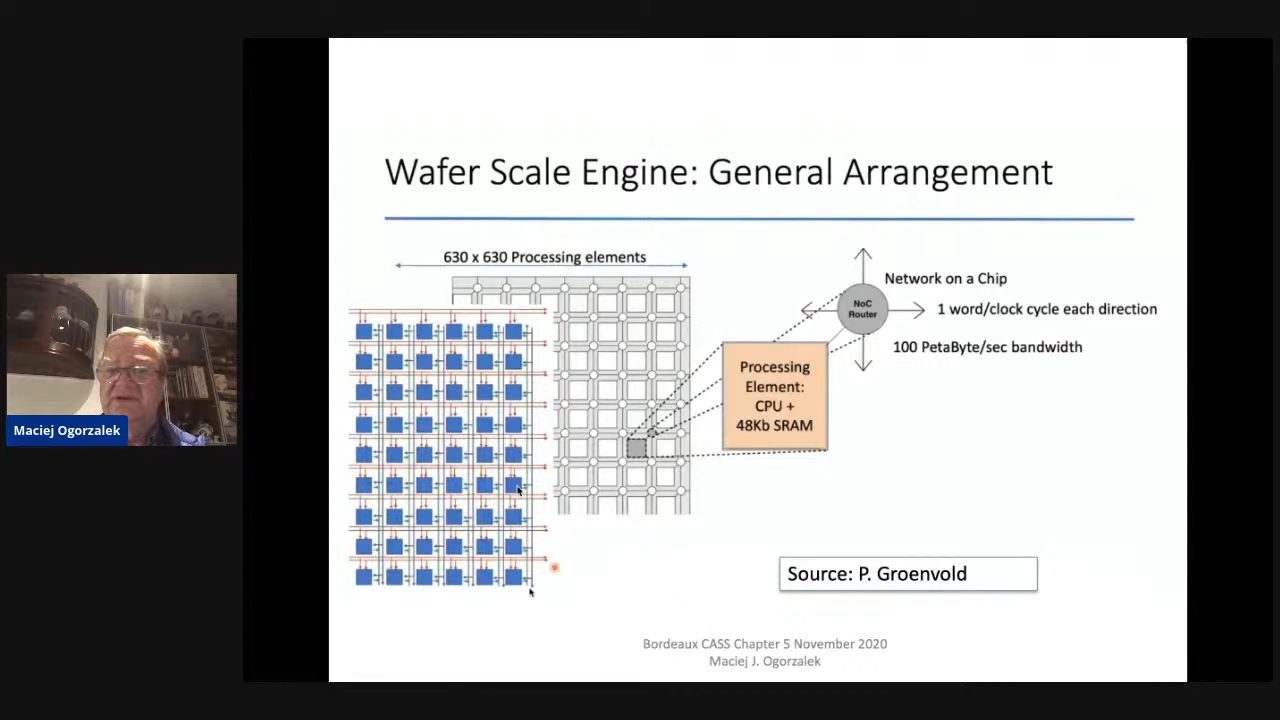 Wafer Scale Engine: General Arrangement
630 x 630 Processing elements
Network on a Chip
NoC
Router
1 word/clock cycle each direction
100 PetaByte/sec bandwidth
Processing
Element:
CPU +
48Kb SRAM
Maciej Ogorzalek
Source: P. Groenvold
Bordeaux CASS Chapter 5 November 2020
Maciej J. Ogorzalek